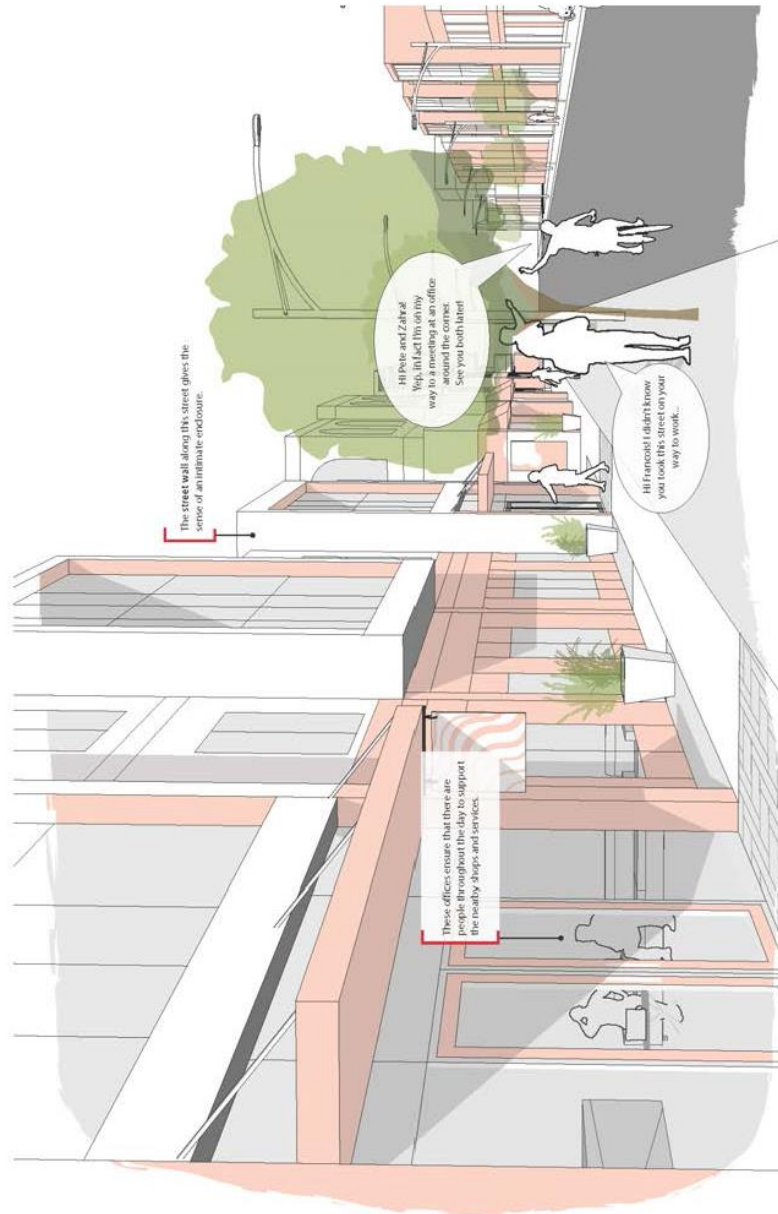 The street wall along this street gives the
sense of an intimate enclosure.
These offices ensure that there are
people throughout the day to support
the nearby shops and services.
Hi Pete and Zahra!
Yep, in fact I'm on my
way to a meeting at an office
around the corner.
See you both later!
Hi Francois! I didn't know
you took this street on your
way to work...